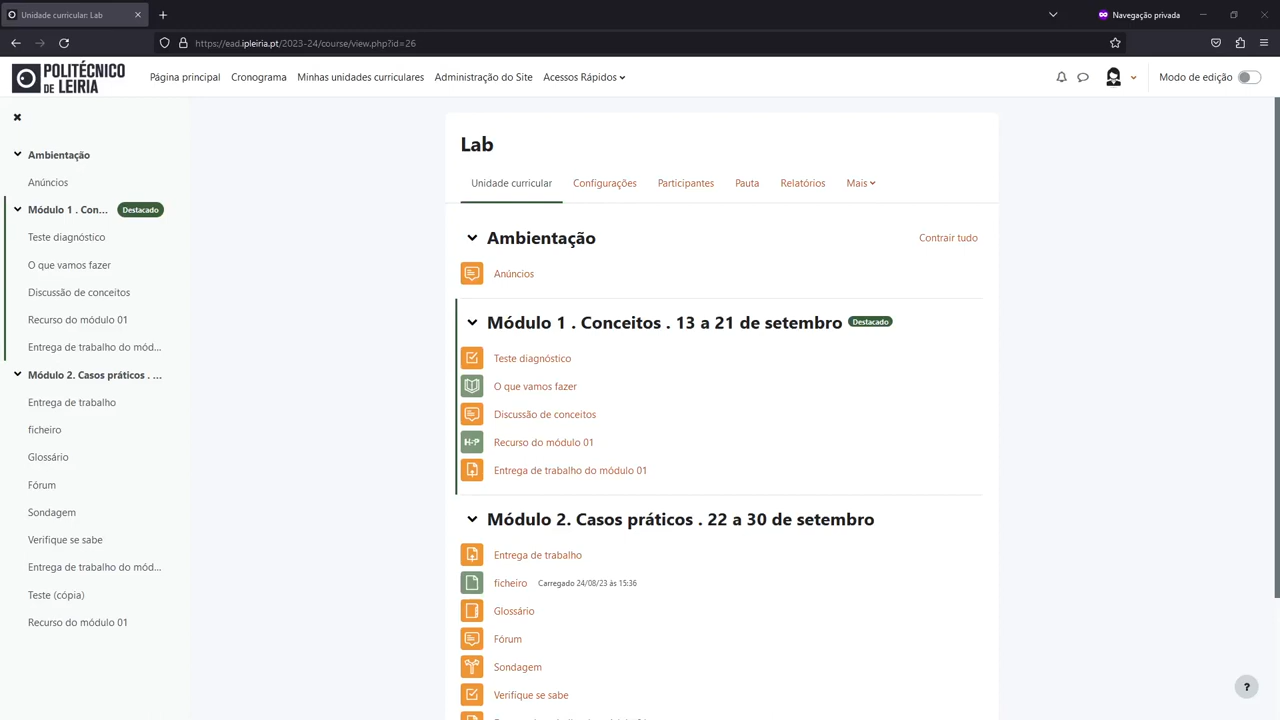 Unidade curricular: Lab
Navegação privada
https://ead.ipleiria.pt/2023-24/course/view.php?id=26
POLITÉCNICO DE LEIRIA
Página principal
Cronograma
Minhas unidades curriculares
Administração do Site
Acessos Rápidos
Modo de edição
Ambientação
Anúncios
Módulo 1 . Con...
Destacado
Teste diagnóstico
O que vamos fazer
Discussão de conceitos
Recurso do módulo 01
Entrega de trabalho do mód...
Módulo 2. Casos práticos . ...
Entrega de trabalho
ficheiro
Glossário
Fórum
Sondagem
Verifique se sabe
Entrega de trabalho do mód...
Teste (cópia)
Recurso do módulo 01
Lab
Unidade curricular
Configurações
Participantes
Pauta
Relatórios
Mais
Ambientação
Contrair tudo
Anúncios
Módulo 1 . Conceitos . 13 a 21 de setembro
Destacado
Teste diagnóstico
O que vamos fazer
Discussão de conceitos
H-P
Recurso do módulo 01
Entrega de trabalho do módulo 01
Módulo 2. Casos práticos . 22 a 30 de setembro
Entrega de trabalho
ficheiro
Carregado 24/08/23 às 15:36
Glossário
Fórum
Sondagem
Verifique se sabe
?